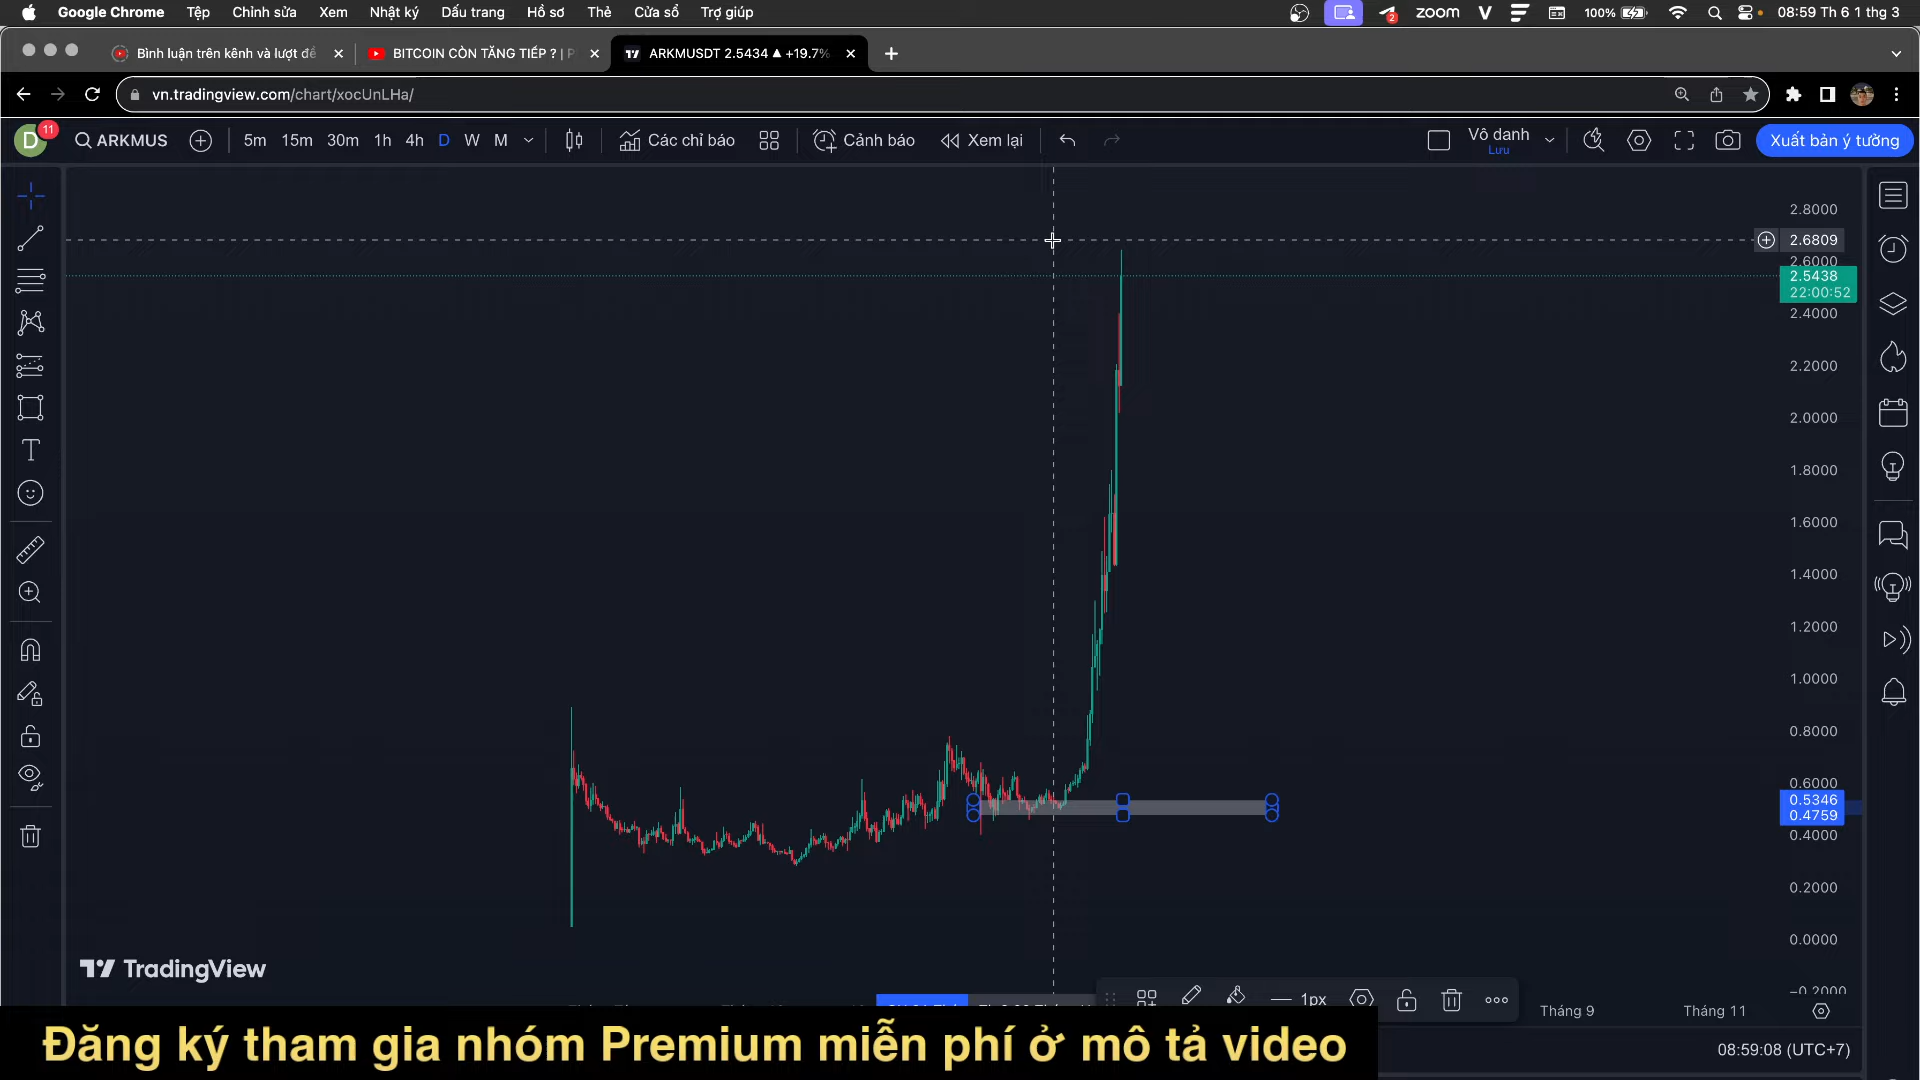 Google Chrome Tệp Chỉnh sửa Xem Nhật ký Dấu trang Hồ sơ Thẻ Cửa sổ Trợ giúp
2 zoom V 100% 08:59 Th 6 1 thg 3
Bình luận trên kênh và lượt đề
BITCOIN CÒN TĂNG TIẾP ? | P
ARKMUSDT 2.5434 ▲ +19.7%
vn.tradingview.com/chart/xocUnLHa/
D 11 ARKMUS 5m 15m 30m 1h 4h D W M Các chỉ báo Cảnh báo Xem lại Vô danh Xuất bản ý tưởng
Lưu
2.8000
2.6809
2.6000
2.5438
22:00:52
2.4000
2.2000
2.0000
1.8000
1.6000
1.4000
1.2000
1.0000
0.8000
0.6000
0.5346
0.4759
0.4000
0.2000
0.0000
−0.2000
TradingView
1px
Tháng 9 Tháng 11
Đăng ký tham gia nhóm Premium miễn phí ở mô tả video
08:59:08 (UTC+7)